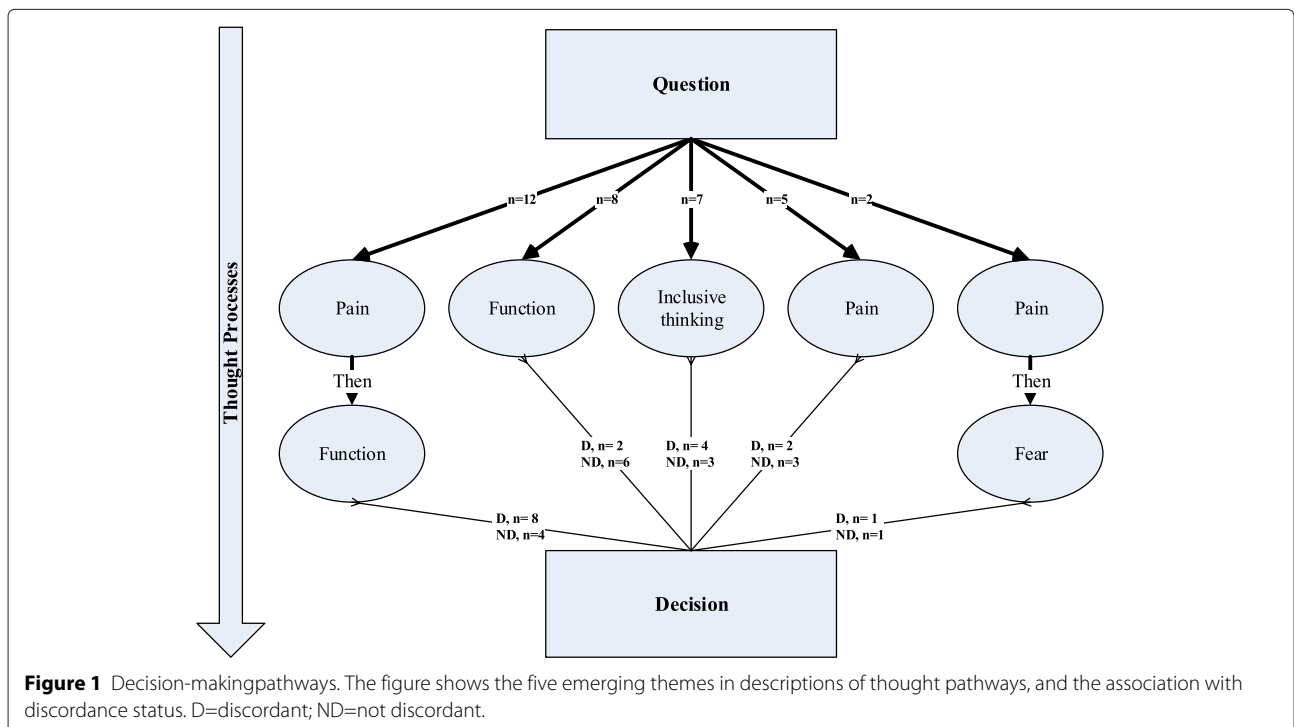 Question
n=12
n=8
n=7
n=5
n=2
Thought Processes
Pain
Function
Inclusive
thinking
Pain
Pain
Then
Then
Function
Fear
D, n= 2
ND, n=6
D, n= 4
ND, n=3
D, n= 2
ND, n=3
D, n= 8
ND, n=4
D, n= 1
ND, n=1
Decision
Figure 1 Decision-makingpathways. The figure shows the five emerging themes in descriptions of thought pathways, and the association with
discordance status. D=discordant; ND=not discordant.